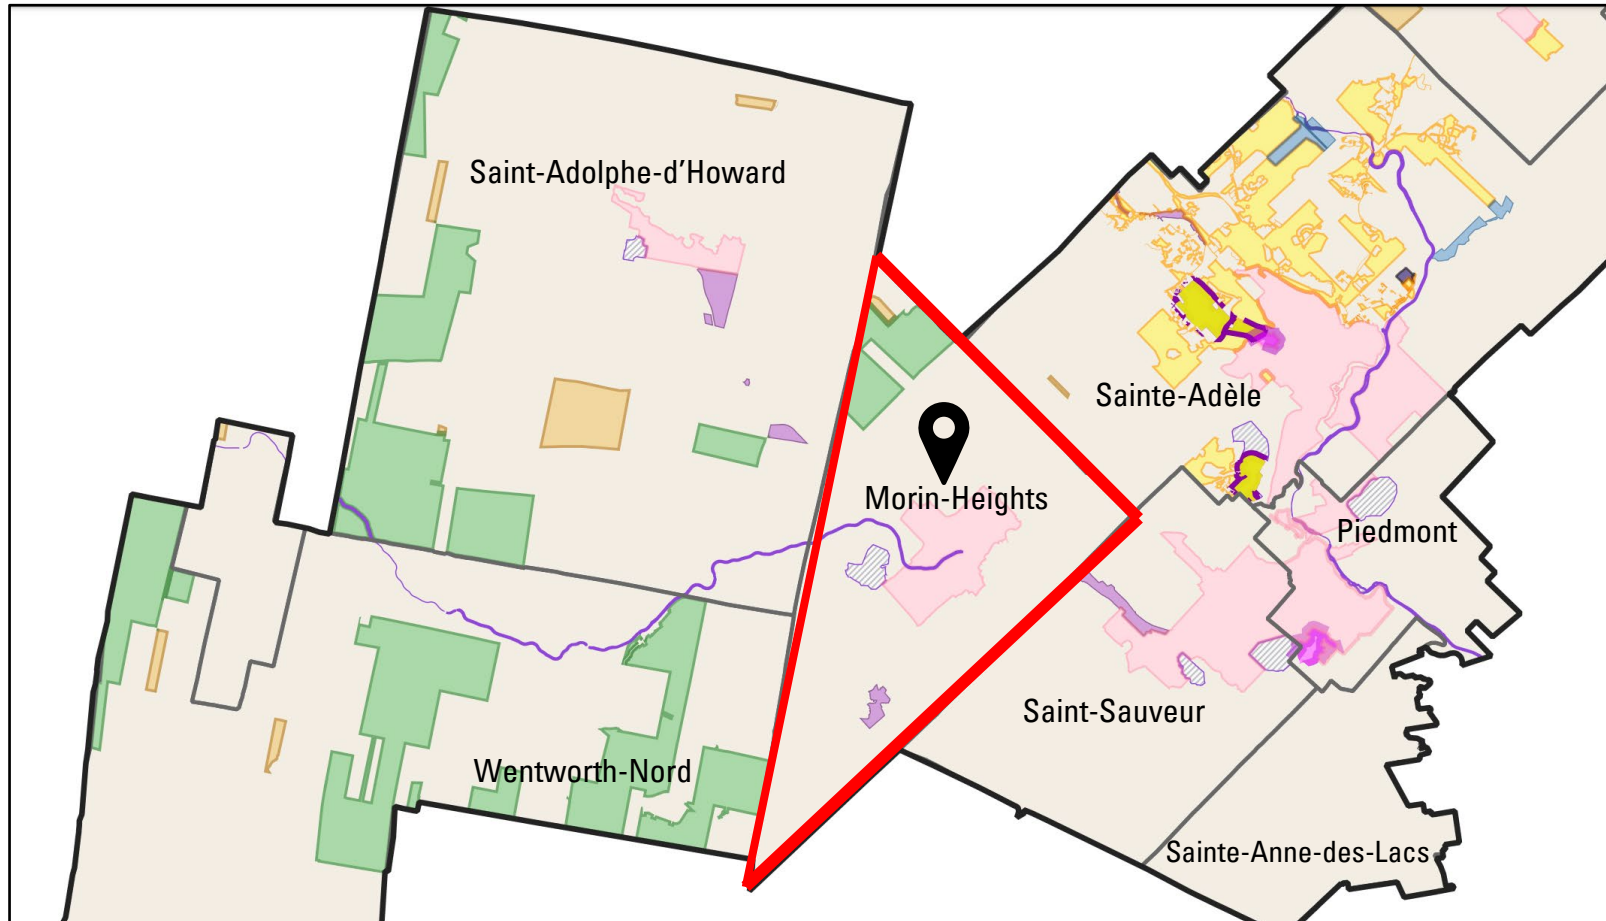 Saint-Adolphe-d'Howard
Sainte-Adèle
Morin-Heights
Piedmont
Saint-Sauveur
Wentworth-Nord
Sainte-Anne-des-Lacs